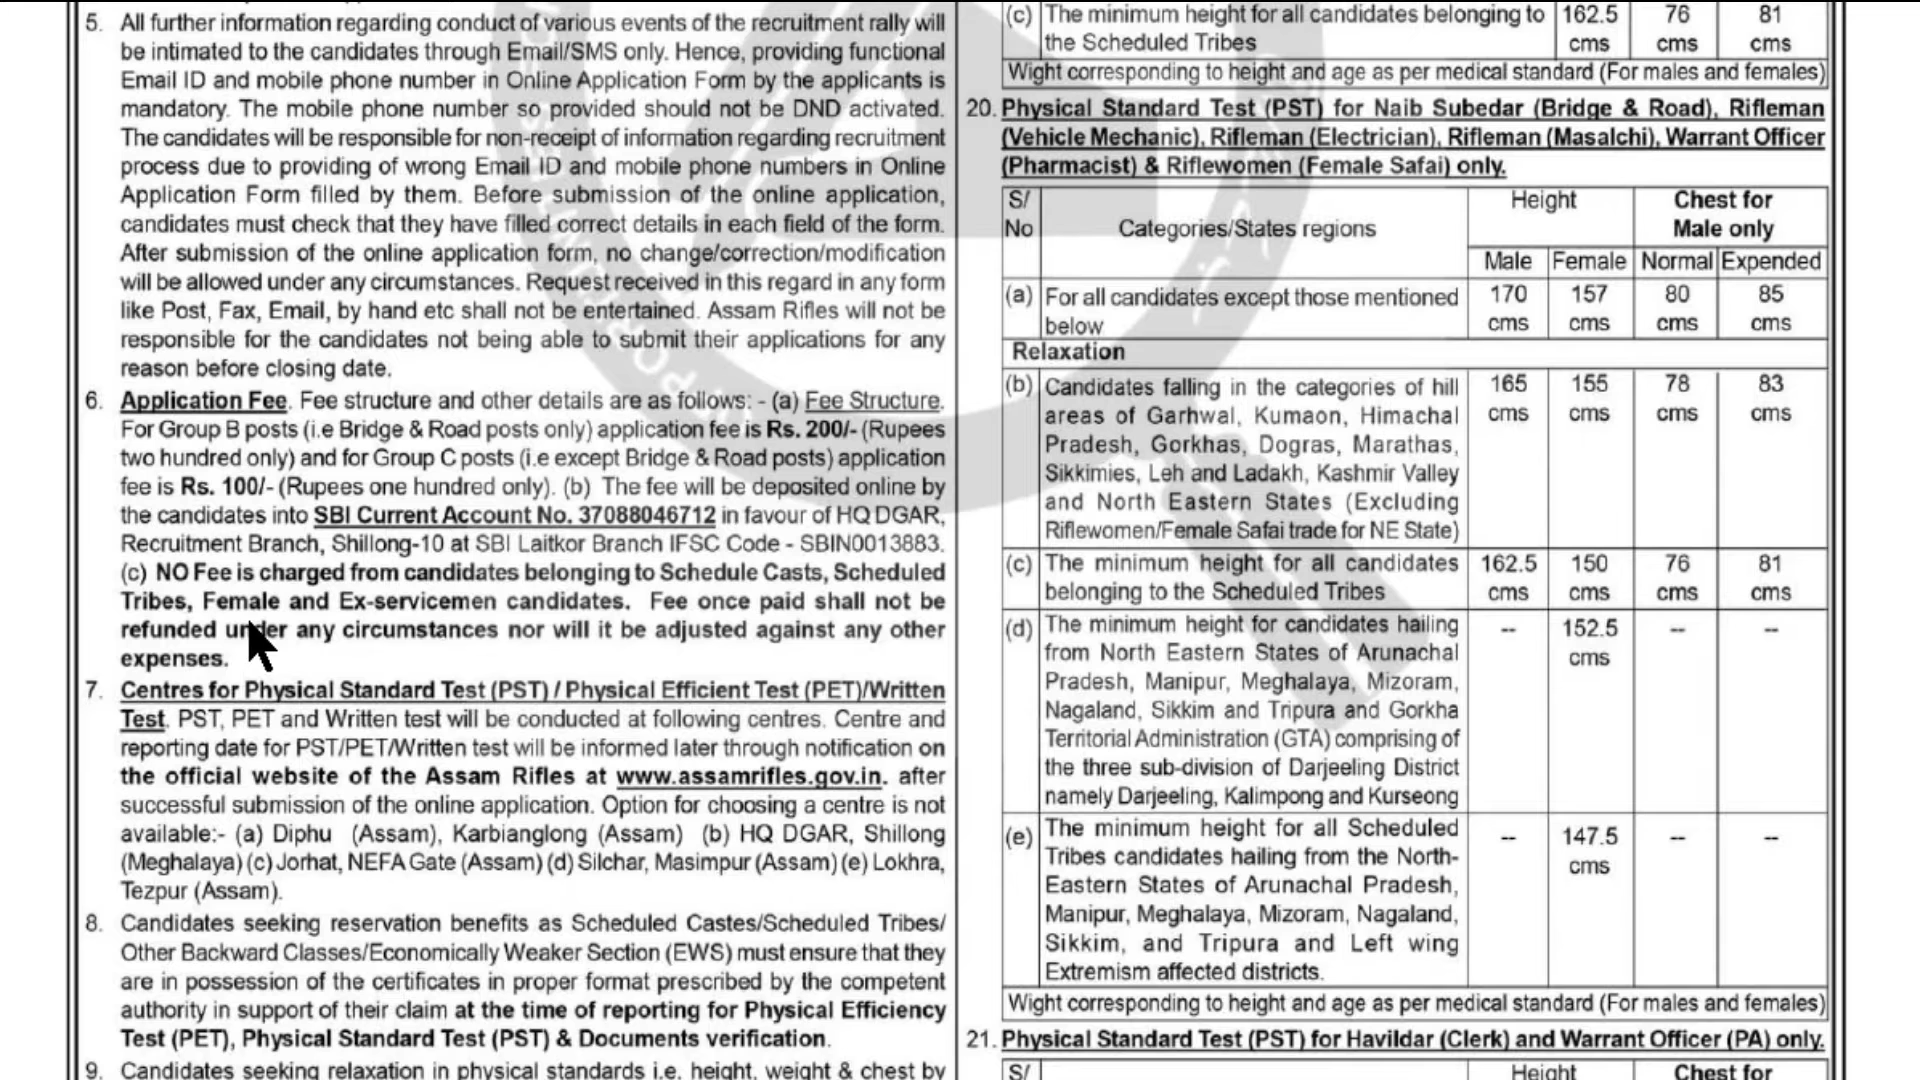 5. All further information regarding conduct of various events of the recruitment rally will
be intimated to the candidates through Email/SMS only. Hence, providing functional
Email ID and mobile phone number in Online Application Form by the applicants is
mandatory. The mobile phone number so provided should not be DND activated.
The candidates will be responsible for non-receipt of information regarding recruitment
process due to providing of wrong Email ID and mobile phone numbers in Online
Application Form filled by them. Before submission of the online application,
candidates must check that they have filled correct details in each field of the form.
After submission of the online application form, no change/correction/modification
will be allowed under any circumstances. Request received in this regard in any form
like Post, Fax, Email, by hand etc shall not be entertained. Assam Rifles will not be
responsible for the candidates not being able to submit their applications for any
reason before closing date.
6. Application Fee. Fee structure and other details are as follows: - (a) Fee Structure.
For Group B posts (i.e Bridge & Road posts only) application fee is Rs. 200/- (Rupees
two hundred only) and for Group C posts (i.e except Bridge & Road posts) application
fee is Rs. 100/- (Rupees one hundred only). (b) The fee will be deposited online by
the candidates into SBI Current Account No. 37088046712 in favour of HQ DGAR,
Recruitment Branch, Shillong-10 at SBI Laitkor Branch IFSC Code - SBIN0013883.
(c) NO Fee is charged from candidates belonging to Schedule Casts, Scheduled
Tribes, Female and Ex-servicemen candidates. Fee once paid shall not be
refunded under any circumstances nor will it be adjusted against any other
expenses.
7. Centres for Physical Standard Test (PST) / Physical Efficient Test (PET)/Written
Test. PST, PET and Written test will be conducted at following centres. Centre and
reporting date for PST/PET/Written test will be informed later through notification on
the official website of the Assam Rifles at www.assamrifles.gov.in. after
successful submission of the online application. Option for choosing a centre is not
available:- (a) Diphu (Assam), Karbianglong (Assam) (b) HQ DGAR, Shillong
(Meghalaya) (c) Jorhat, NEFA Gate (Assam) (d) Silchar, Masimpur (Assam) (e) Lokhra,
Tezpur (Assam).
8. Candidates seeking reservation benefits as Scheduled Castes/Scheduled Tribes/
Other Backward Classes/Economically Weaker Section (EWS) must ensure that they
are in possession of the certificates in proper format prescribed by the competent
authority in support of their claim at the time of reporting for Physical Efficiency
Test (PET), Physical Standard Test (PST) & Documents verification.
9. Candidates seeking relaxation in physical standards i.e. height, weight & chest by
(c) The minimum height for all candidates belonging to 162.5 76 81
the Scheduled Tribes cms cms cms
Wight corresponding to height and age as per medical standard (For males and females)
20. Physical Standard Test (PST) for Naib Subedar (Bridge & Road), Rifleman
(Vehicle Mechanic), Rifleman (Electrician), Rifleman (Masalchi), Warrant Officer
(Pharmacist) & Riflewomen (Female Safai) only.
S/ Height Chest for
No Categories/States regions Male only
Male Female Normal Expended
(a) For all candidates except those mentioned 170 157 80 85
below cms cms cms cms
Relaxation
(b) Candidates falling in the categories of hill 165 155 78 83
areas of Garhwal, Kumaon, Himachal cms cms cms cms
Pradesh, Gorkhas, Dogras, Marathas,
Sikkimies, Leh and Ladakh, Kashmir Valley
and North Eastern States (Excluding
Riflewomen/Female Safai trade for NE State)
(c) The minimum height for all candidates 162.5 150 76 81
belonging to the Scheduled Tribes cms cms cms cms
(d) The minimum height for candidates hailing -- 152.5 -- --
from North Eastern States of Arunachal cms
Pradesh, Manipur, Meghalaya, Mizoram,
Nagaland, Sikkim and Tripura and Gorkha
Territorial Administration (GTA) comprising of
the three sub-division of Darjeeling District
namely Darjeeling, Kalimpong and Kurseong
(e) The minimum height for all Scheduled -- 147.5 -- --
Tribes candidates hailing from the North- cms
Eastern States of Arunachal Pradesh,
Manipur, Meghalaya, Mizoram, Nagaland,
Sikkim, and Tripura and Left wing
Extremism affected districts.
Wight corresponding to height and age as per medical standard (For males and females)
21. Physical Standard Test (PST) for Havildar (Clerk) and Warrant Officer (PA) only.
S/ Height Chest for